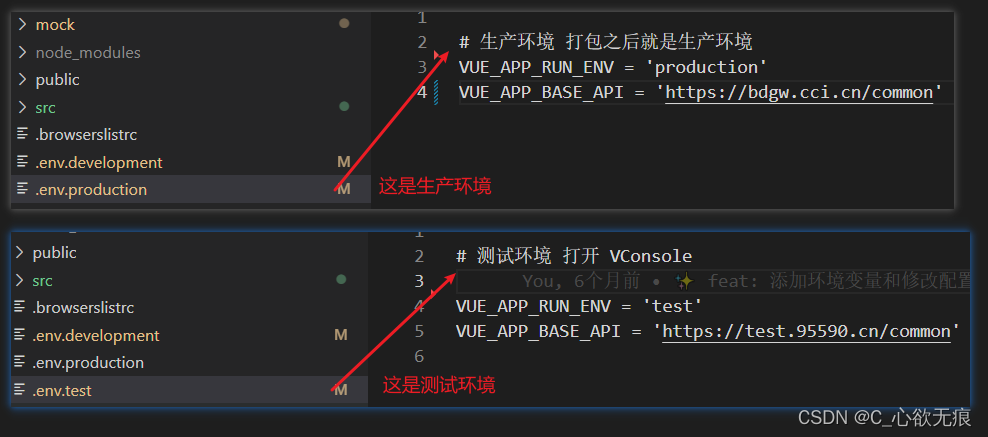 mock
node_modules
public
src
.browserslistrc
.env.development M
.env.production M
1
2 # 生产环境 打包之后就是生产环境
3 VUE_APP_RUN_ENV = 'production'
4 VUE_APP_BASE_API = 'https://bdgw.cci.cn/common'
这是生产环境
public
src
.browserslistrc
.env.development M
.env.production
.env.test M
1
2 # 测试环境 打开 VConsole
3 You, 6个月前 • ✨ feat: 添加环境变量和修改配置
4 VUE_APP_RUN_ENV = 'test'
5 VUE_APP_BASE_API = 'https://test.95590.cn/common'
6
这是测试环境
CSDN @C_心欲无痕